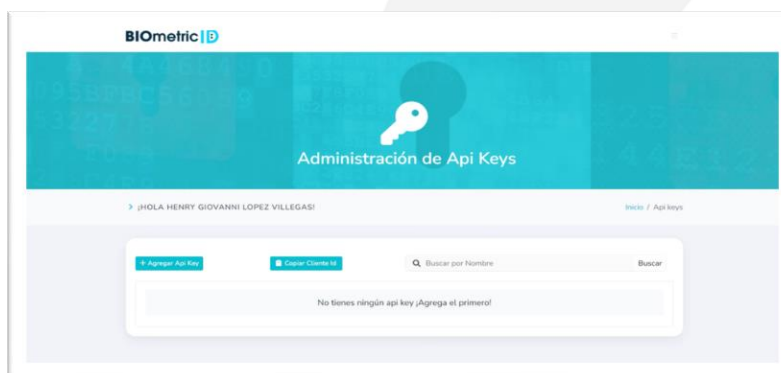 BIOmetric ID
Administración de Api Keys
¡HOLA HENRY GIOVANNI LOPEZ VILLEGAS!
Inicio / Api keys
+ Agregar Api Key
Copiar Cliente Id
Buscar por Nombre
Buscar
No tienes ningún api key ¡Agrega el primero!